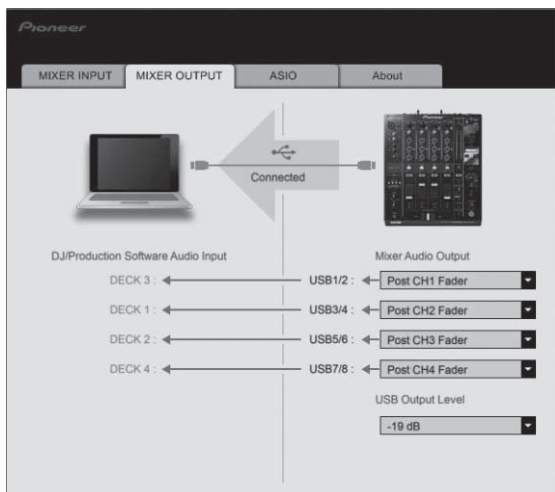 Pioneer
MIXER INPUT MIXER OUTPUT ASIO About
Connected
DJ/Production Software Audio Input Mixer Audio Output
DECK 3 : USB1/2 : Post CH1 Fader
DECK 1 : USB3/4 : Post CH2 Fader
DECK 2 : USB5/6 : Post CH3 Fader
DECK 4 : USB7/8 : Post CH4 Fader
USB Output Level
-19 dB